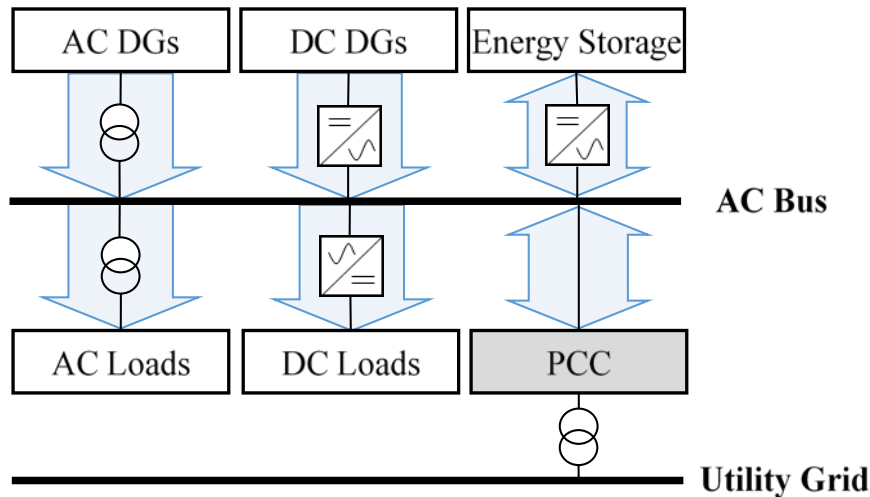 AC DGs
DC DGs
Energy Storage
AC Bus
AC Loads
DC Loads
PCC
Utility Grid